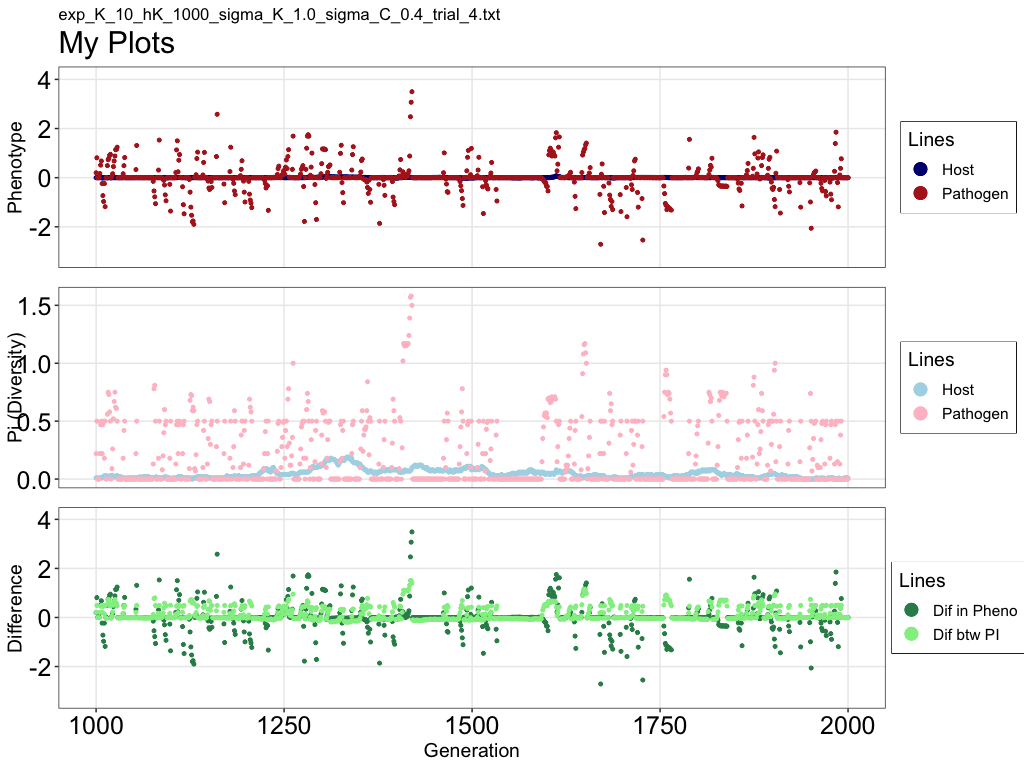 exp_K_10_hK_1000_sigma_K_1.0_sigma_C_0.4_trial_4.txt
My Plots
Phenotype
4
2
0
-2
Lines
Host
Pathogen
Pi (Diversity)
1.5
1.0
0.5
0.0
Lines
Host
Pathogen
Difference
4
2
0
-2
Lines
Dif in Pheno
Dif btw PI
1000 1250 1500 1750 2000
Generation